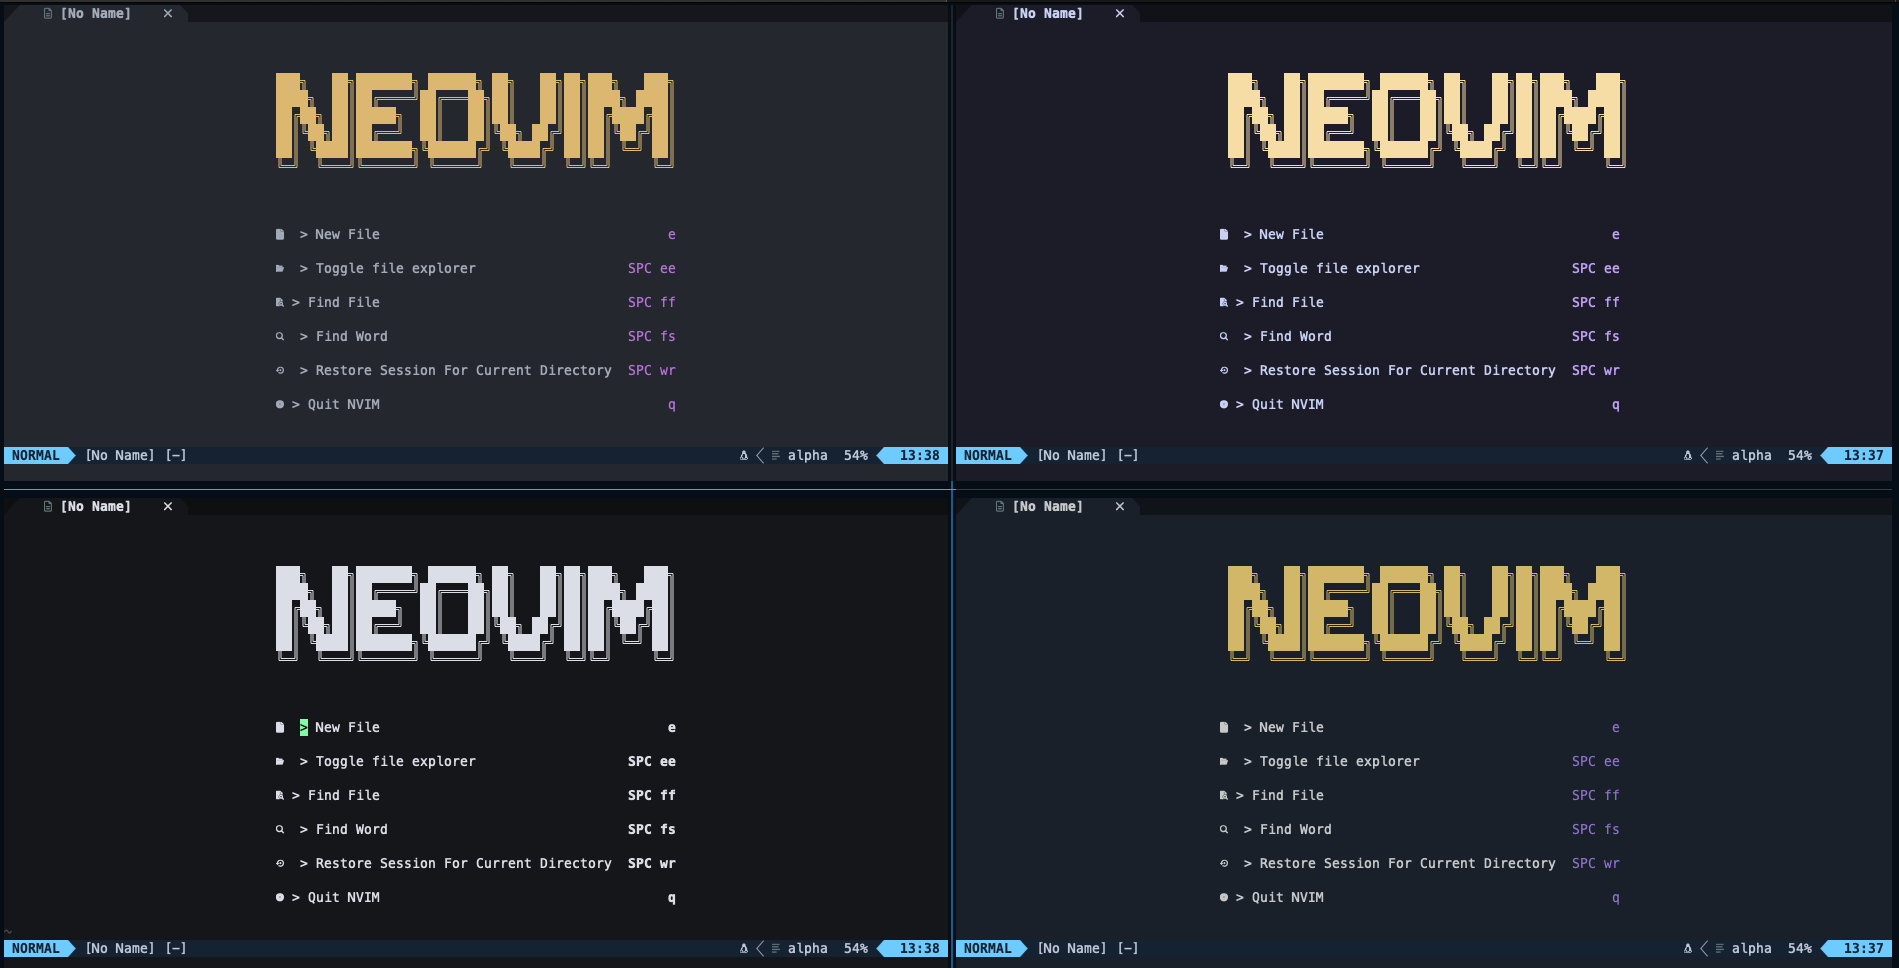 [No Name] ×
NEOVIM
> New File e
> Toggle file explorer SPC ee
> Find File SPC ff
> Find Word SPC fs
> Restore Session For Current Directory SPC wr
> Quit NVIM q
NORMAL [No Name] [-] alpha 54% 13:38
[No Name] ×
NEOVIM
> New File e
> Toggle file explorer SPC ee
> Find File SPC ff
> Find Word SPC fs
> Restore Session For Current Directory SPC wr
> Quit NVIM q
NORMAL [No Name] [-] alpha 54% 13:37
[No Name] ×
NEOVIM
> New File e
> Toggle file explorer SPC ee
> Find File SPC ff
> Find Word SPC fs
> Restore Session For Current Directory SPC wr
> Quit NVIM q
~
NORMAL [No Name] [-] alpha 54% 13:38
[No Name] ×
NEOVIM
> New File e
> Toggle file explorer SPC ee
> Find File SPC ff
> Find Word SPC fs
> Restore Session For Current Directory SPC wr
> Quit NVIM q
NORMAL [No Name] [-] alpha 54% 13:37